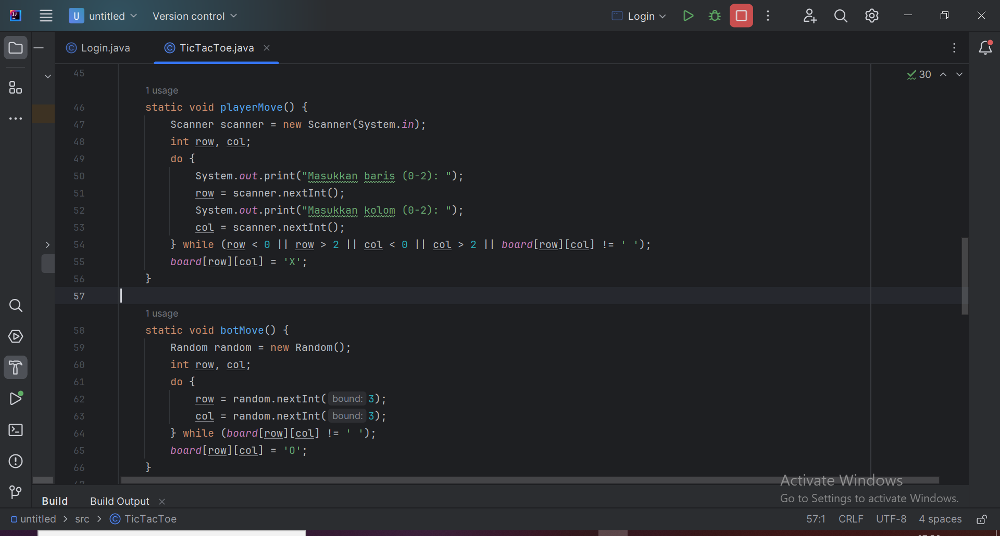 U untitled Version control Login
Login.java TicTacToe.java
45
30
1 usage
46 static void playerMove() {
47 Scanner scanner = new Scanner(System.in);
48 int row, col;
49 do {
50 System.out.print("Masukkan baris (0-2): ");
51 row = scanner.nextInt();
52 System.out.print("Masukkan kolom (0-2): ");
53 col = scanner.nextInt();
54 } while (row < 0 || row > 2 || col < 0 || col > 2 || board[row][col] != ' ');
55 board[row][col] = 'X';
56 }
57
1 usage
58 static void botMove() {
59 Random random = new Random();
60 int row, col;
61 do {
62 row = random.nextInt( bound: 3);
63 col = random.nextInt( bound: 3);
64 } while (board[row][col] != ' ');
65 board[row][col] = 'O';
66 }
Activate Windows
Go to Settings to activate Windows.
Build Build Output
untitled > src > TicTacToe
57:1 CRLF UTF-8 4 spaces